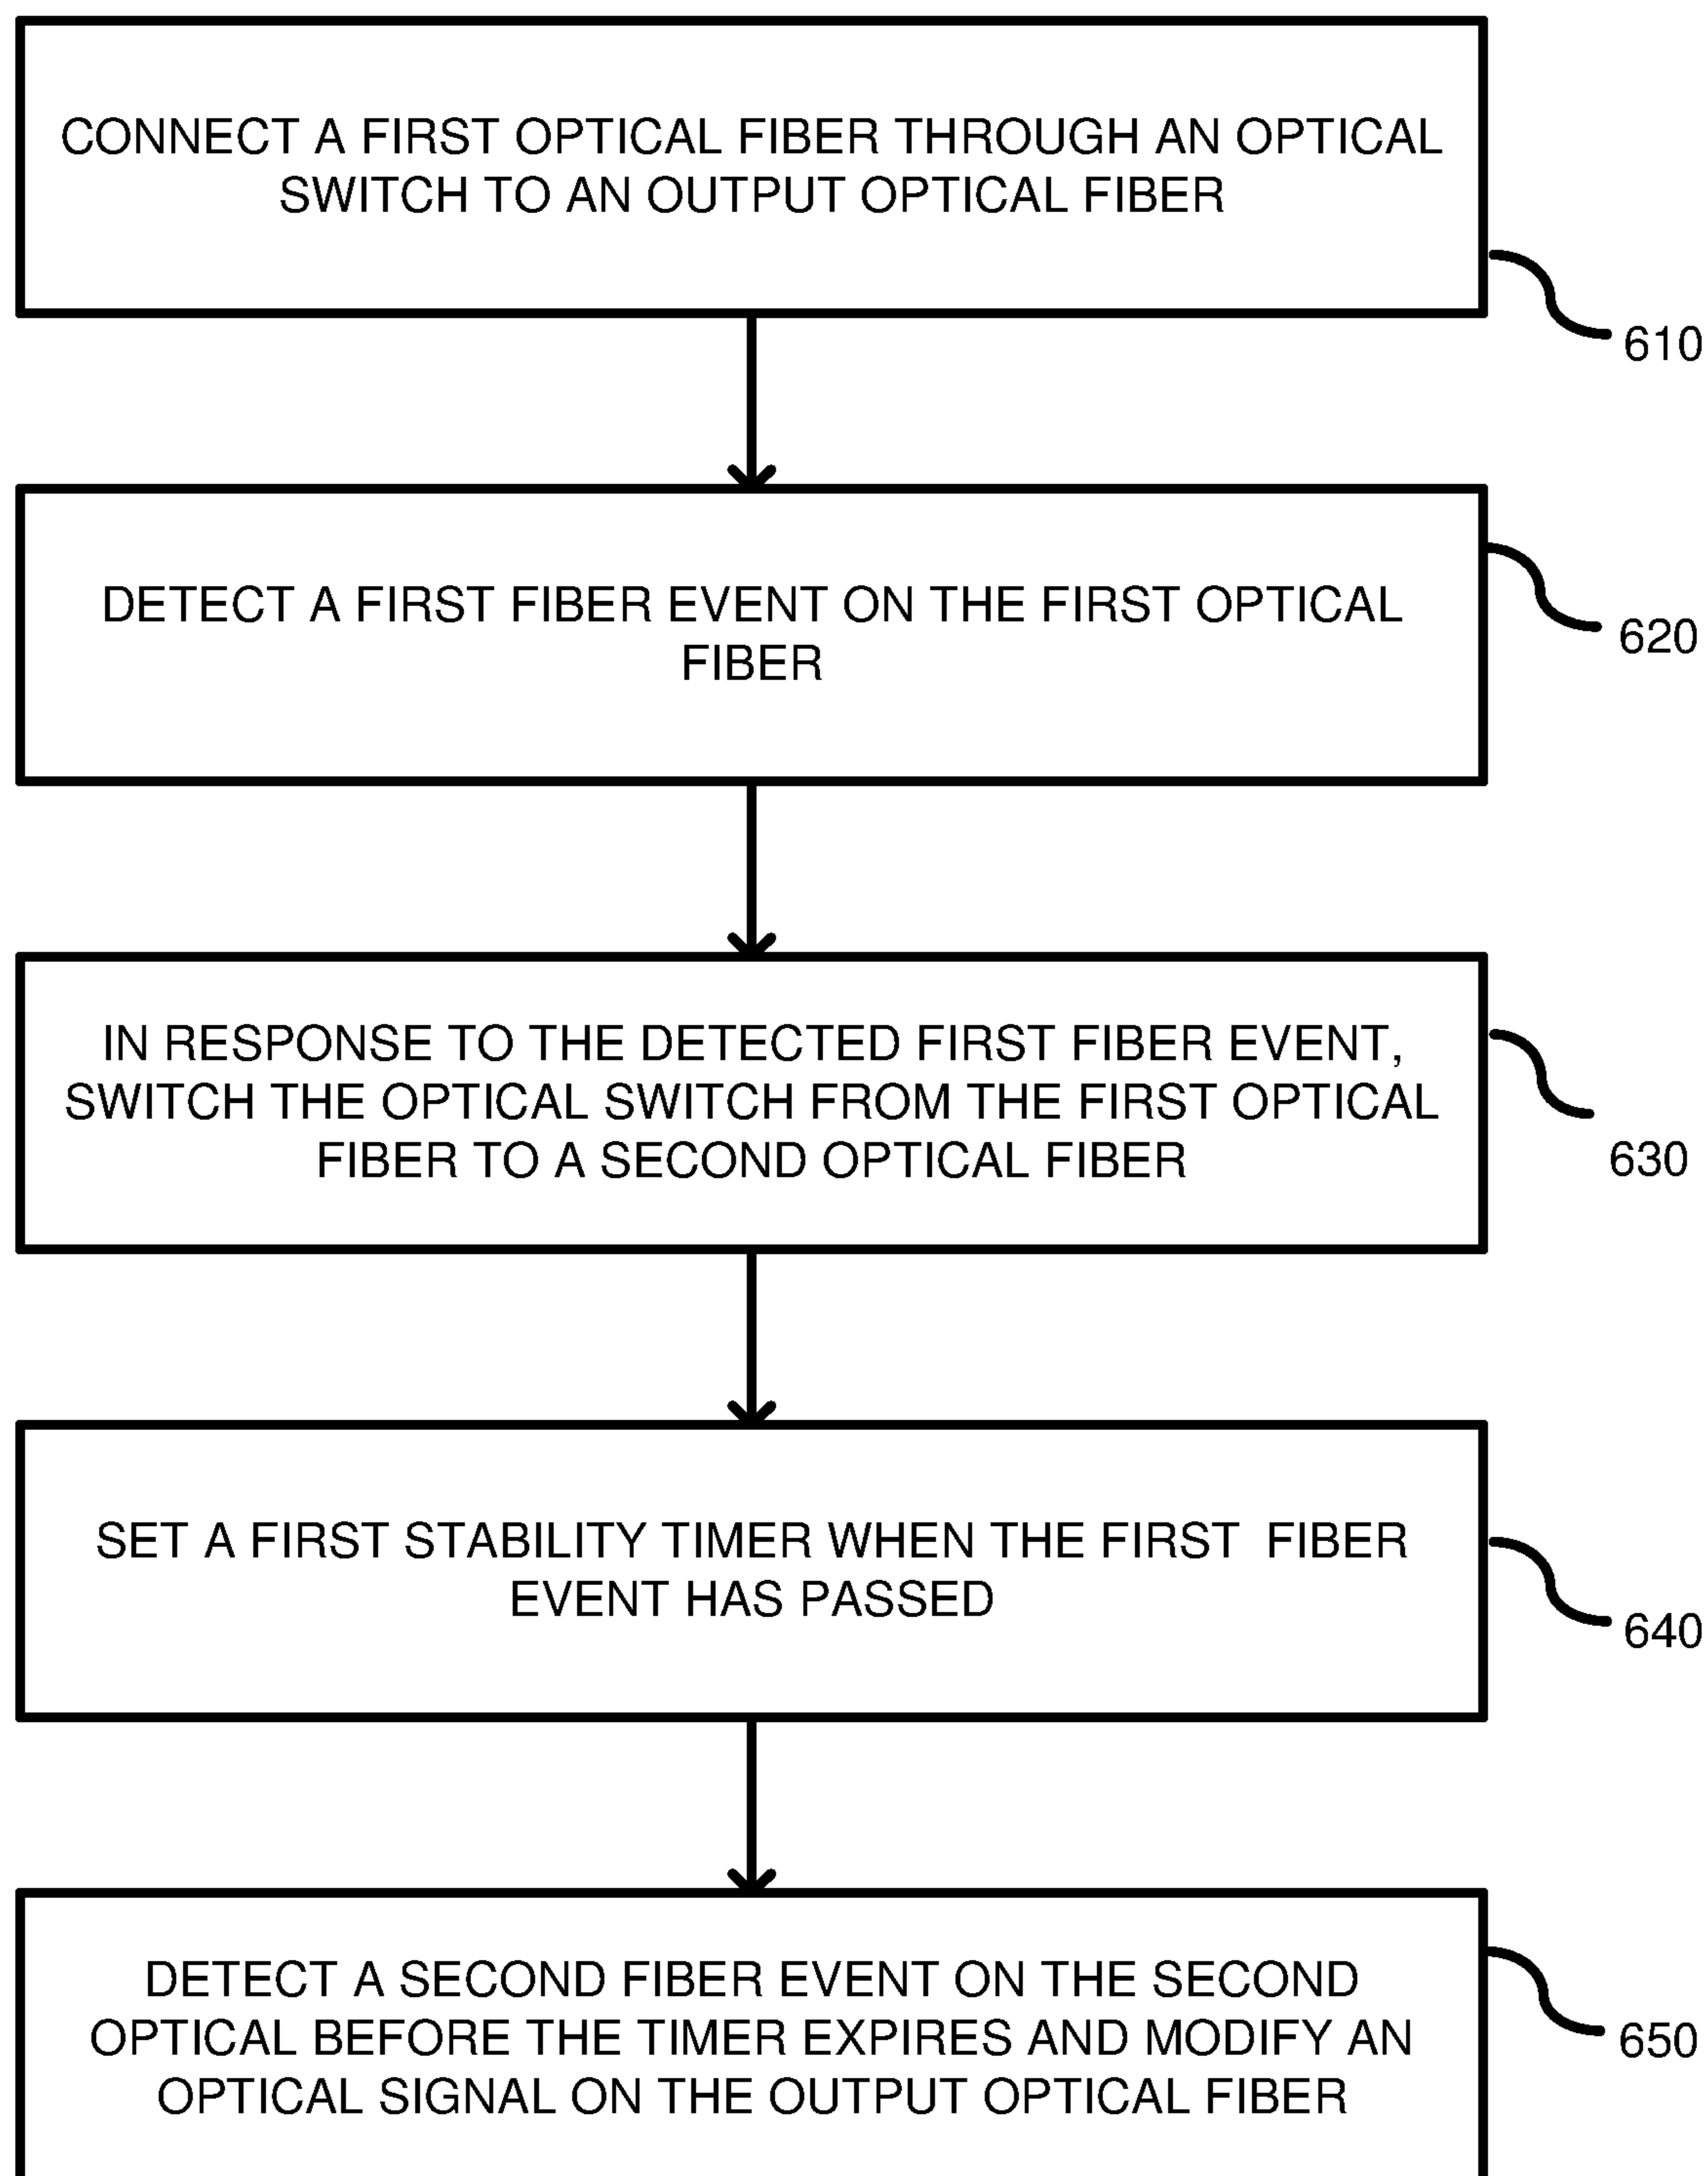 CONNECT A FIRST OPTICAL FIBER THROUGH AN OPTICAL
SWITCH TO AN OUTPUT OPTICAL FIBER
610
DETECT A FIRST FIBER EVENT ON THE FIRST OPTICAL
FIBER
620
IN RESPONSE TO THE DETECTED FIRST FIBER EVENT,
SWITCH THE OPTICAL SWITCH FROM THE FIRST OPTICAL
FIBER TO A SECOND OPTICAL FIBER
630
SET A FIRST STABILITY TIMER WHEN THE FIRST  FIBER
EVENT HAS PASSED
640
DETECT A SECOND FIBER EVENT ON THE SECOND
OPTICAL BEFORE THE TIMER EXPIRES AND MODIFY AN
OPTICAL SIGNAL ON THE OUTPUT OPTICAL FIBER
650